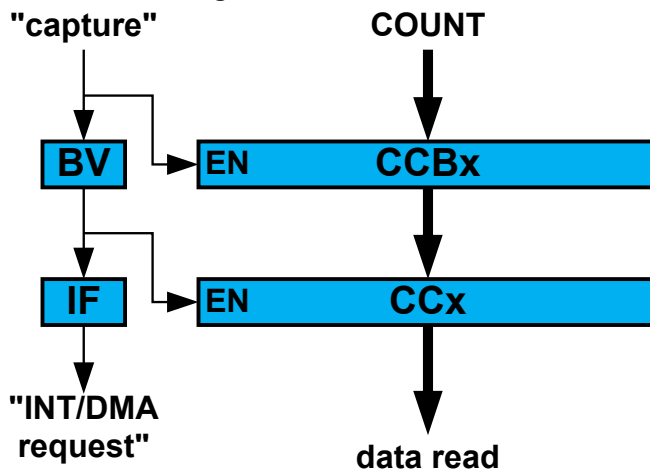 "capture"
COUNT
BV
EN
CCBx
IF
EN
CCx
"INT/DMA
request"
data read